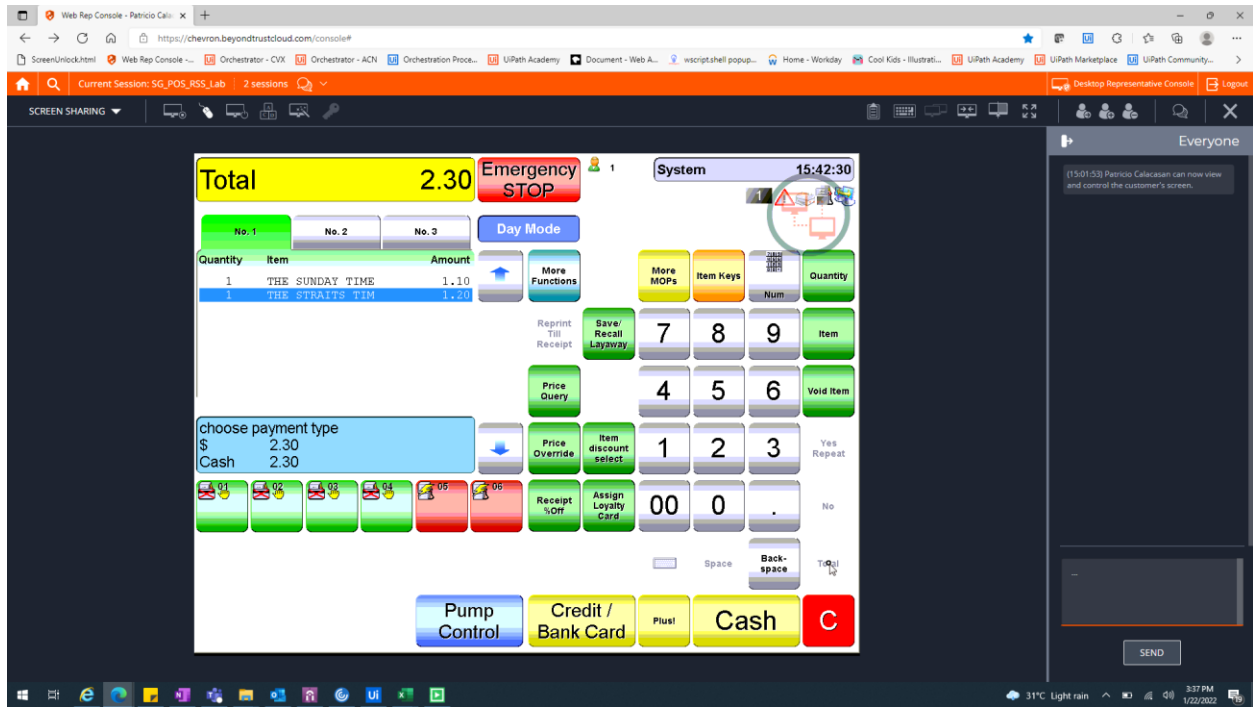 Web Rep Console - Patricio Cala
https://chevron.beyondtrustcloud.com/console#
ScreenUnlock.html Web Rep Console -... Orchestrator - CVX Orchestrator - ACN Orchestration Proce... UiPath Academy Document - Web A... wscript.shell popup... Home - Workday Cool Kids - Illustrati... UiPath Academy UiPath Marketplace UiPath Community...
Current Session: SG_POS_RSS_Lab 2 sessions Desktop Representative Console Logout
SCREEN SHARING
Everyone
(15:01:53) Patricio Calacasan can now view
and control the customer's screen.
Total 2.30
Emergency
STOP
1
System 15:42:30
1
No. 1 No. 2 No. 3
Day Mode
Quantity Item Amount
1 THE SUNDAY TIME 1.10
1 THE STRAITS TIM 1.20
More
Functions
More
MOPs
Item Keys
Num
Quantity
Reprint
Till
Receipt
Save/
Recall
Layaway
7 8 9
Item
Price
Query
4 5 6
Void Item
choose payment type
$ 2.30
Cash 2.30
Price
Override
Item
discount
select
1 2 3
Yes
Repeat
01 02 03 04 05 06
Receipt
%Off
Assign
Loyalty
Card
00 0 .
No
Space
Back-
space
Total
Pump
Control
Credit /
Bank Card
Plus!
Cash
C
...
SEND
31°C Light rain
3:37 PM
1/22/2022